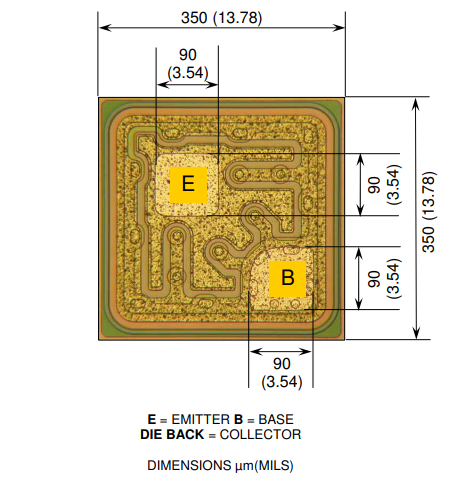 350 (13.78)
90
(3.54)
E
90
(3.54)
350 (13.78)
B
90
(3.54)
90
(3.54)
E = EMITTER B = BASE
DIE BACK = COLLECTOR
DIMENSIONS µm(MILS)